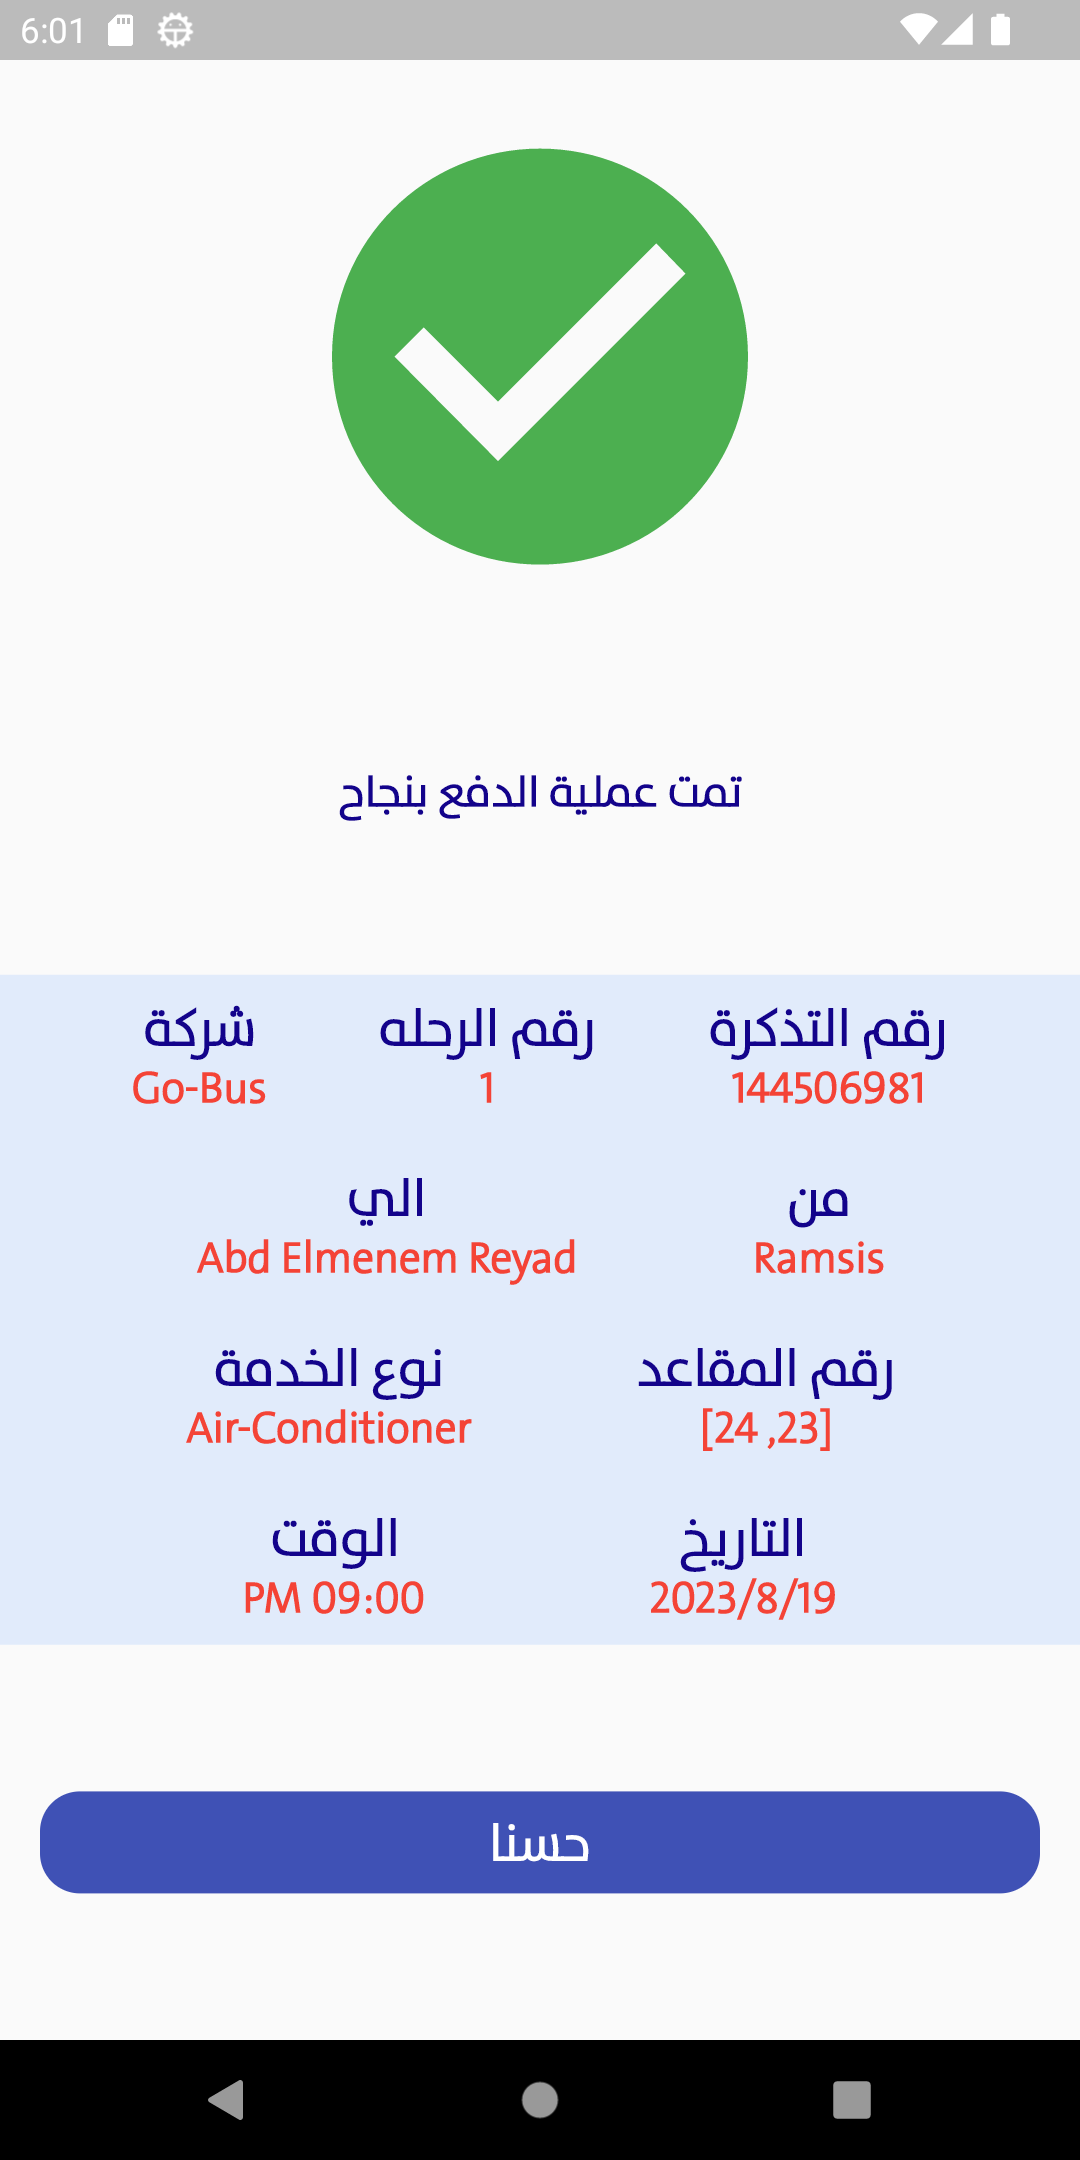 6:01
تمت عملية الدفع بنجاح
رقم التذكرة رقم الرحله شركة
144506981 1 Go-Bus
من الي
Ramsis Abd Elmenem Reyad
رقم المقاعد نوع الخدمة
[23, 24] Air-Conditioner
التاريخ الوقت
2023/8/19 09:00 PM
حسنا